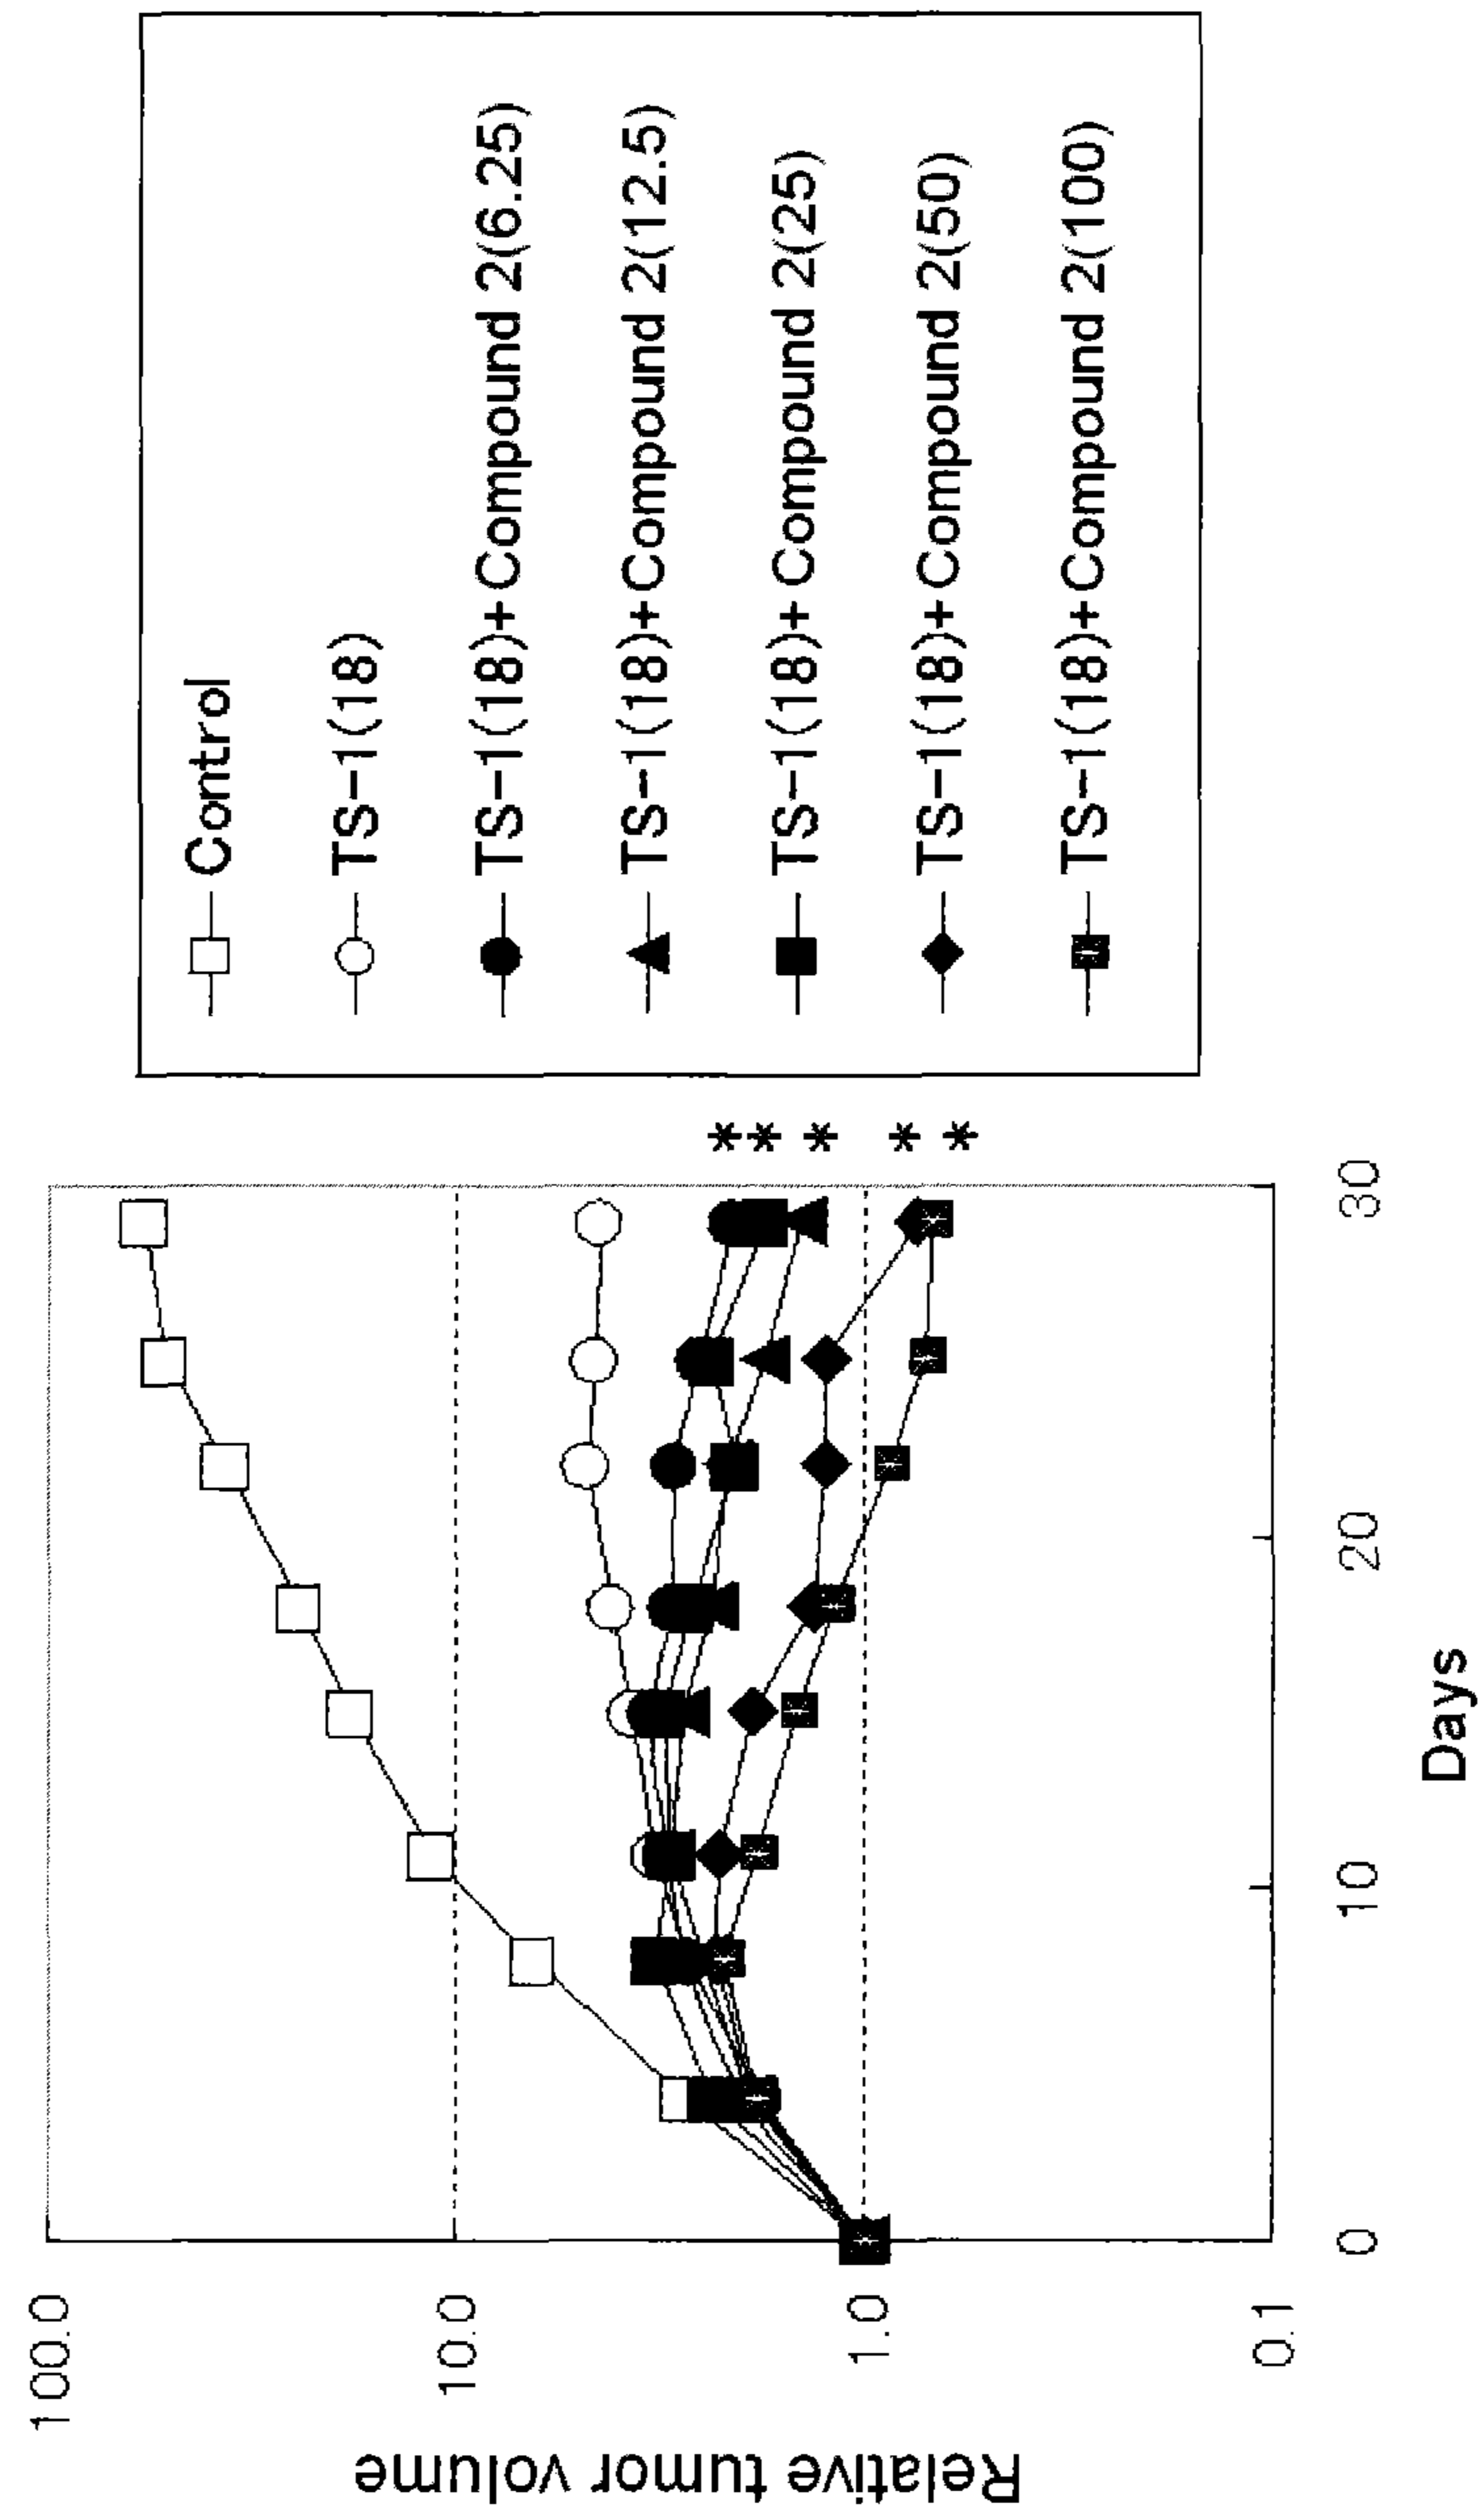 Relative tumor volume
100.0
10.0
1.0
0.1
0
10
20
30
Days
*
*
*
*
*
Control
TS-1(18)
TS-1(18)+Compound 2(6.25)
TS-1(18)+Compound 2(12.5)
TS-1(18)+Compound 2(25)
TS-1(18)+Compound 2(50)
TS-1(18)+Compound 2(100)